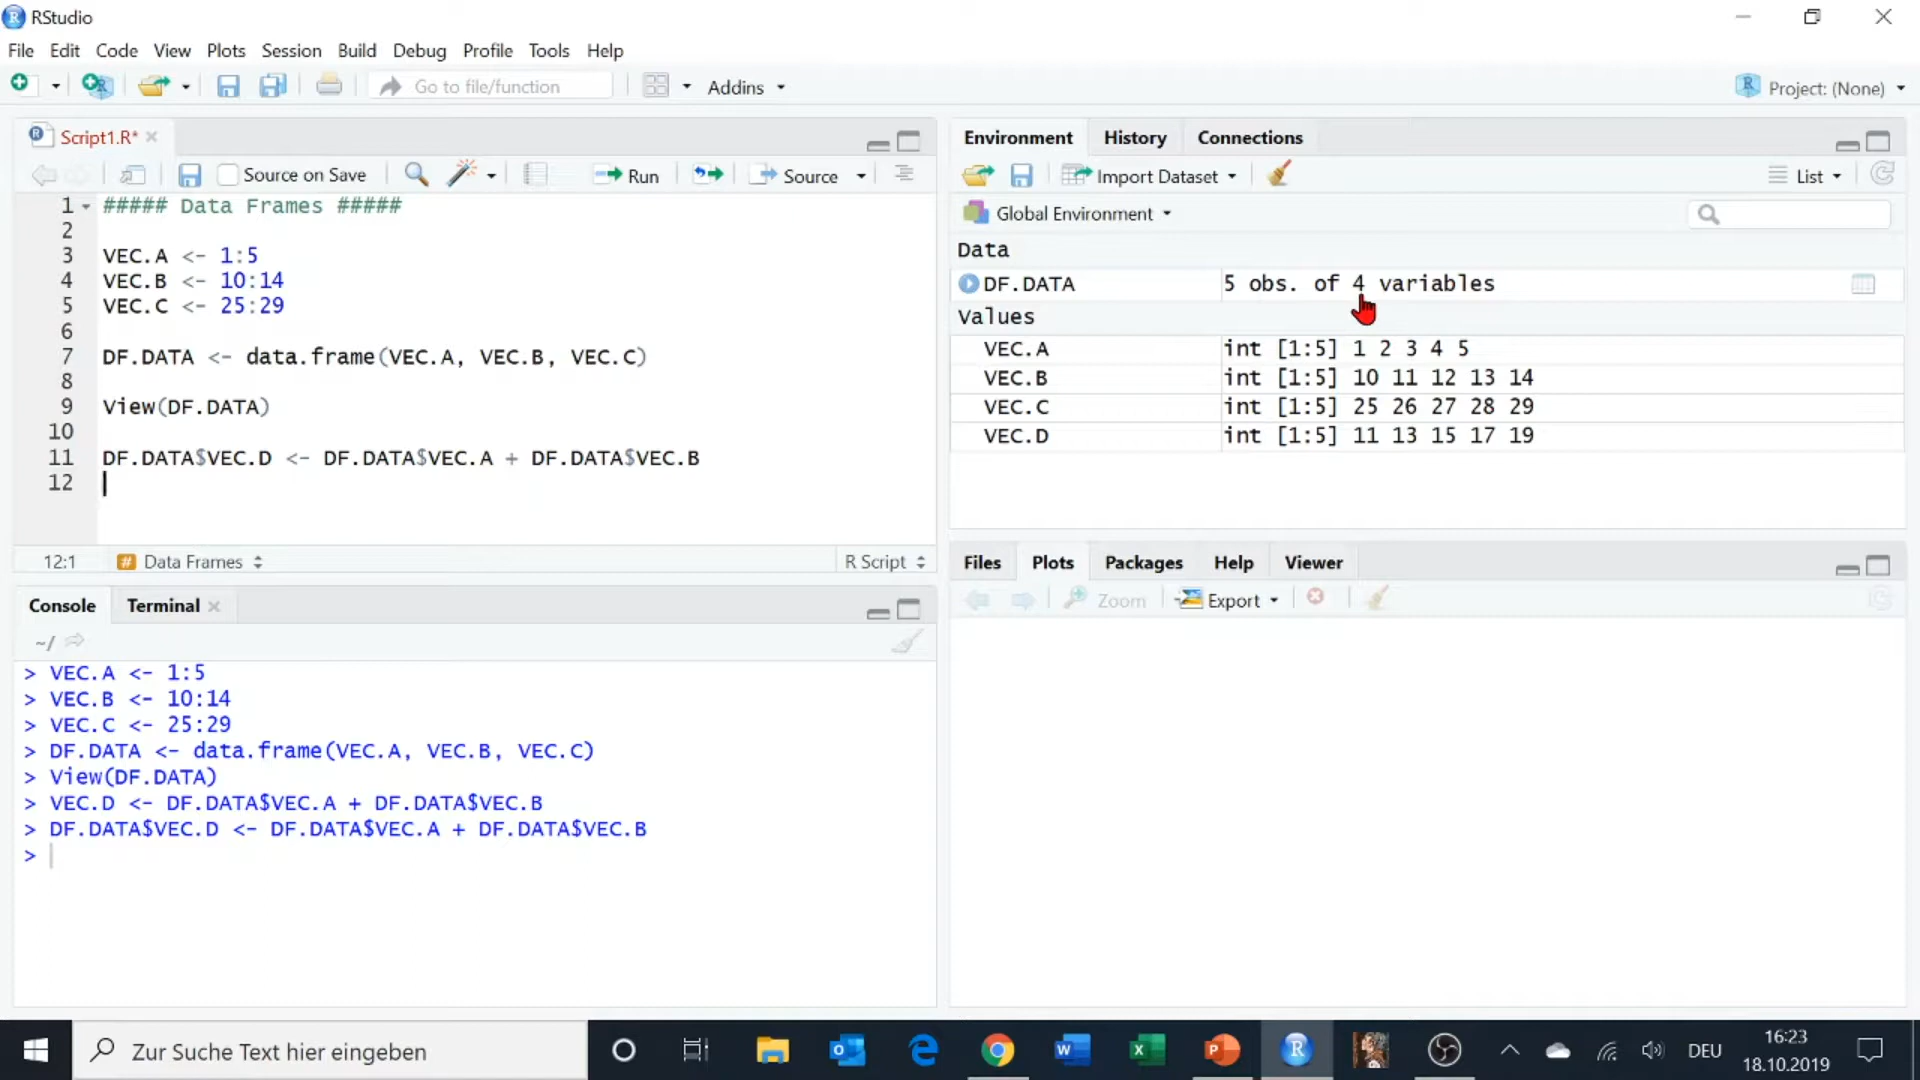 RStudio
File Edit Code View Plots Session Build Debug Profile Tools Help
Go to file/function Addins Project: (None)
Script1.R*
Source on Save Run Source
1 ##### Data Frames #####
2
3 VEC.A <- 1:5
4 VEC.B <- 10:14
5 VEC.C <- 25:29
6
7 DF.DATA <- data.frame(VEC.A, VEC.B, VEC.C)
8
9 View(DF.DATA)
10
11 DF.DATA$VEC.D <- DF.DATA$VEC.A + DF.DATA$VEC.B
12
12:1 Data Frames R Script
Console Terminal
~/
> VEC.A <- 1:5
> VEC.B <- 10:14
> VEC.C <- 25:29
> DF.DATA <- data.frame(VEC.A, VEC.B, VEC.C)
> View(DF.DATA)
> VEC.D <- DF.DATA$VEC.A + DF.DATA$VEC.B
> DF.DATA$VEC.D <- DF.DATA$VEC.A + DF.DATA$VEC.B
>
Environment History Connections
Import Dataset List
Global Environment
Data
DF.DATA 5 obs. of 4 variables
Values
VEC.A int [1:5] 1 2 3 4 5
VEC.B int [1:5] 10 11 12 13 14
VEC.C int [1:5] 25 26 27 28 29
VEC.D int [1:5] 11 13 15 17 19
Files Plots Packages Help Viewer
Zoom Export
Zur Suche Text hier eingeben
DEU
16:23
18.10.2019